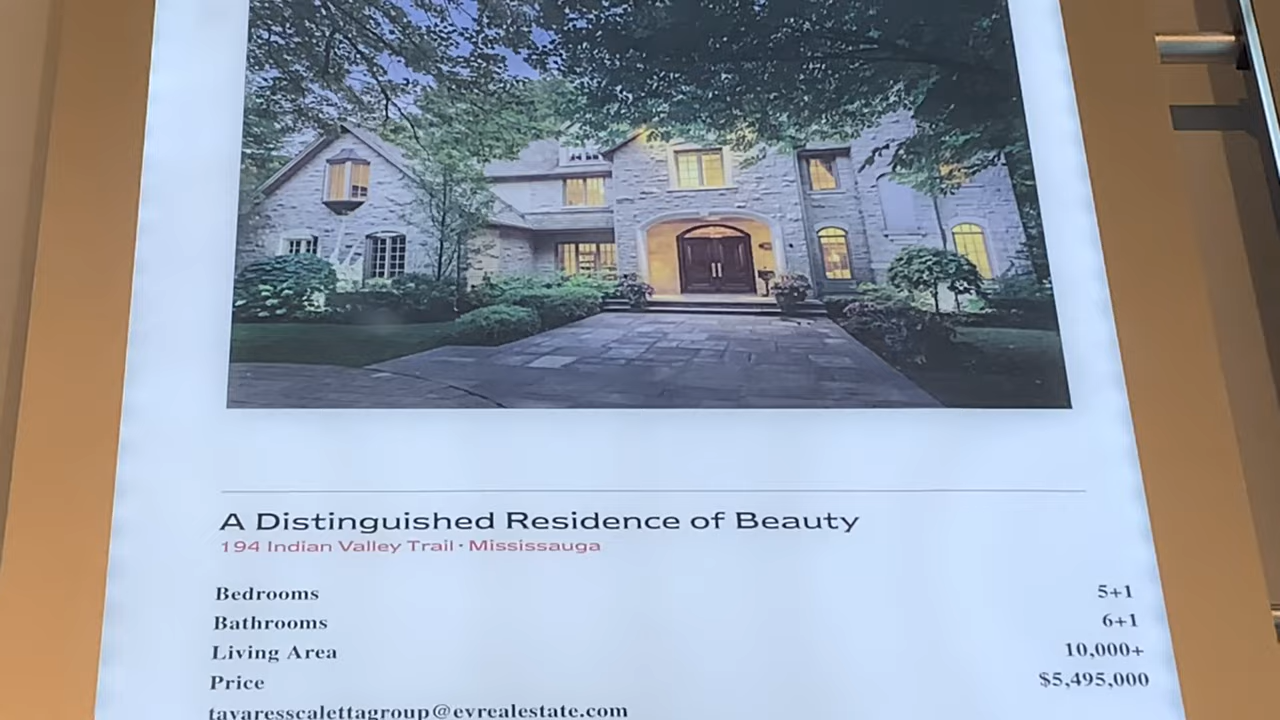 A Distinguished Residence of Beauty
194 Indian Valley Trail · Mississauga
Bedrooms 5+1
Bathrooms 6+1
Living Area 10,000+
Price $5,495,000
tavaresscalettagroup@evrealestate.com